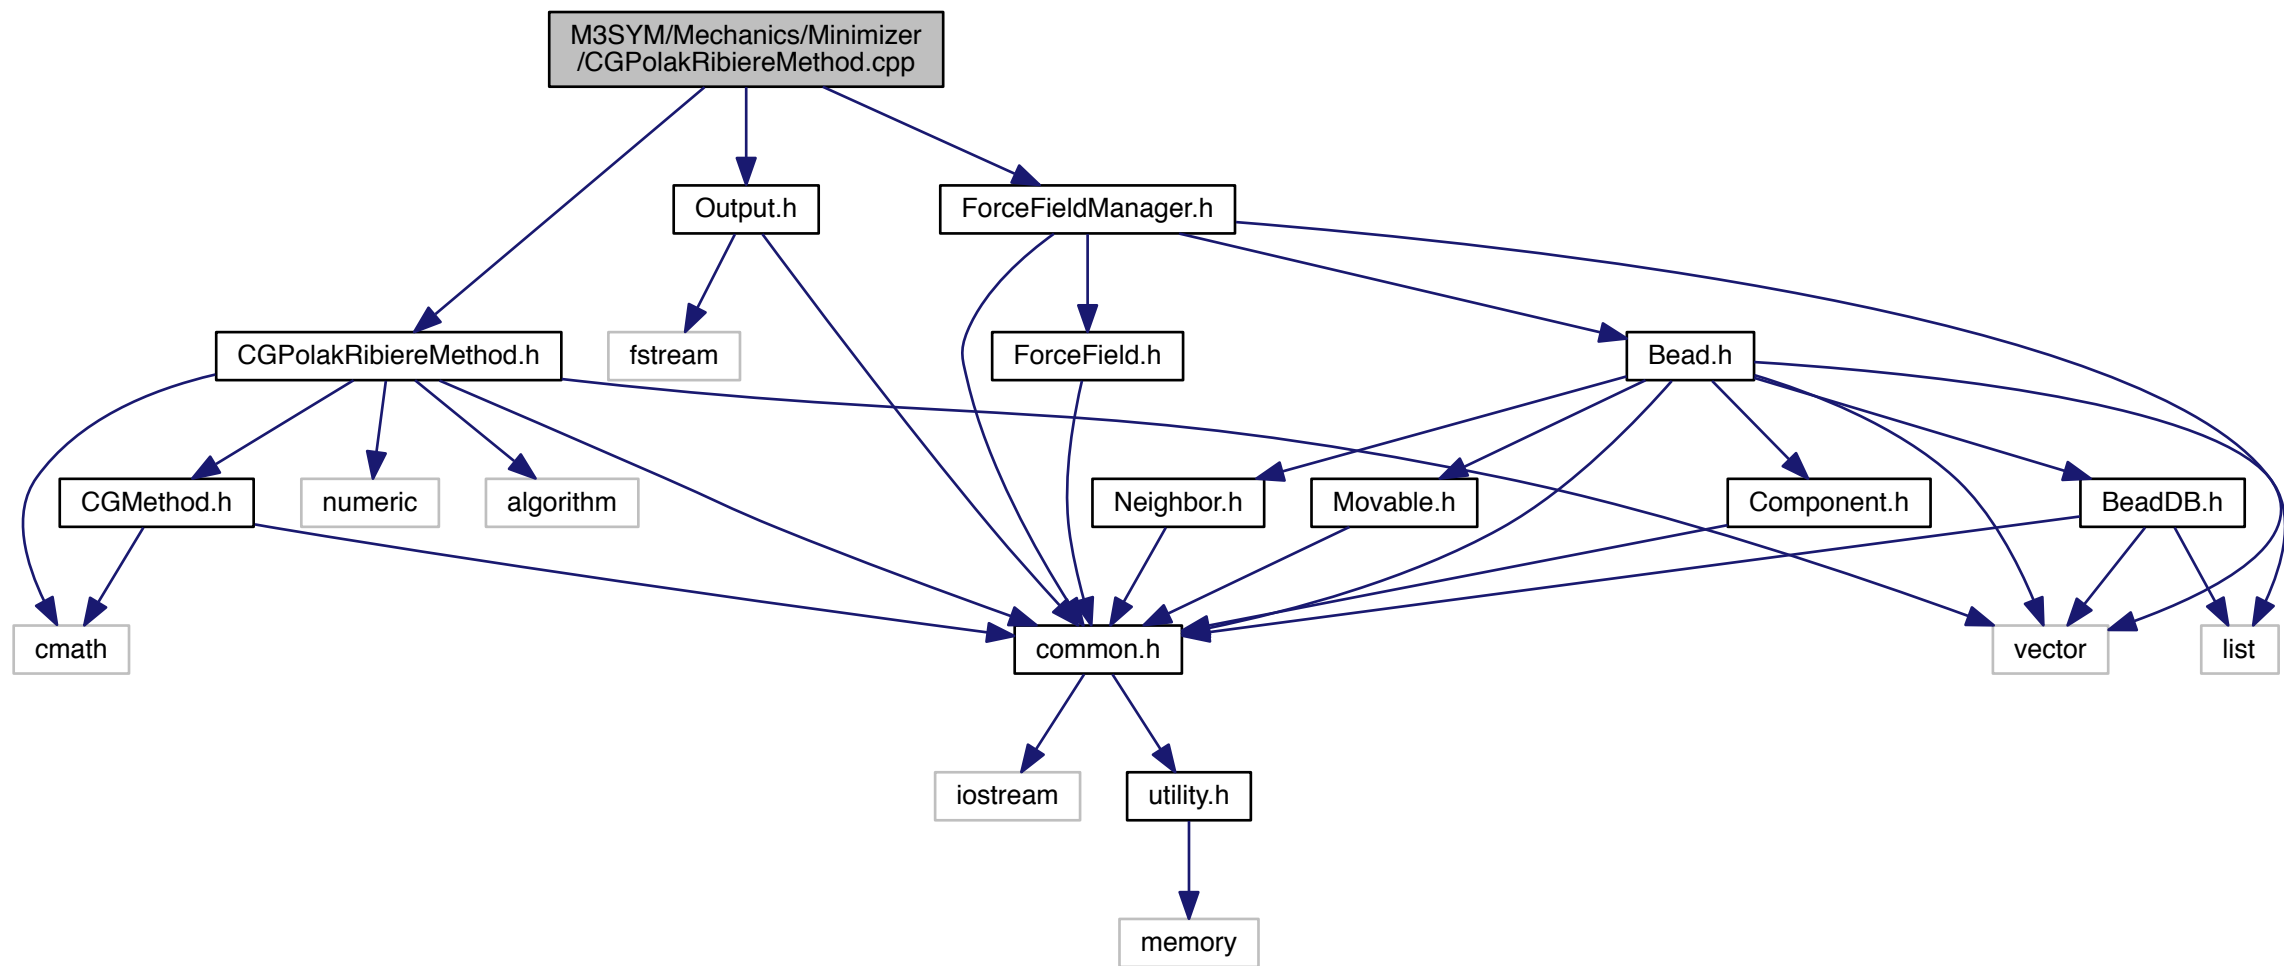 M3SYM/Mechanics/Minimizer
/CGPolakRibiereMethod.cpp
Output.h
ForceFieldManager.h
CGPolakRibiereMethod.h
fstream
ForceField.h
Bead.h
CGMethod.h
numeric
algorithm
Neighbor.h
Movable.h
Component.h
BeadDB.h
cmath
common.h
vector
list
iostream
utility.h
memory